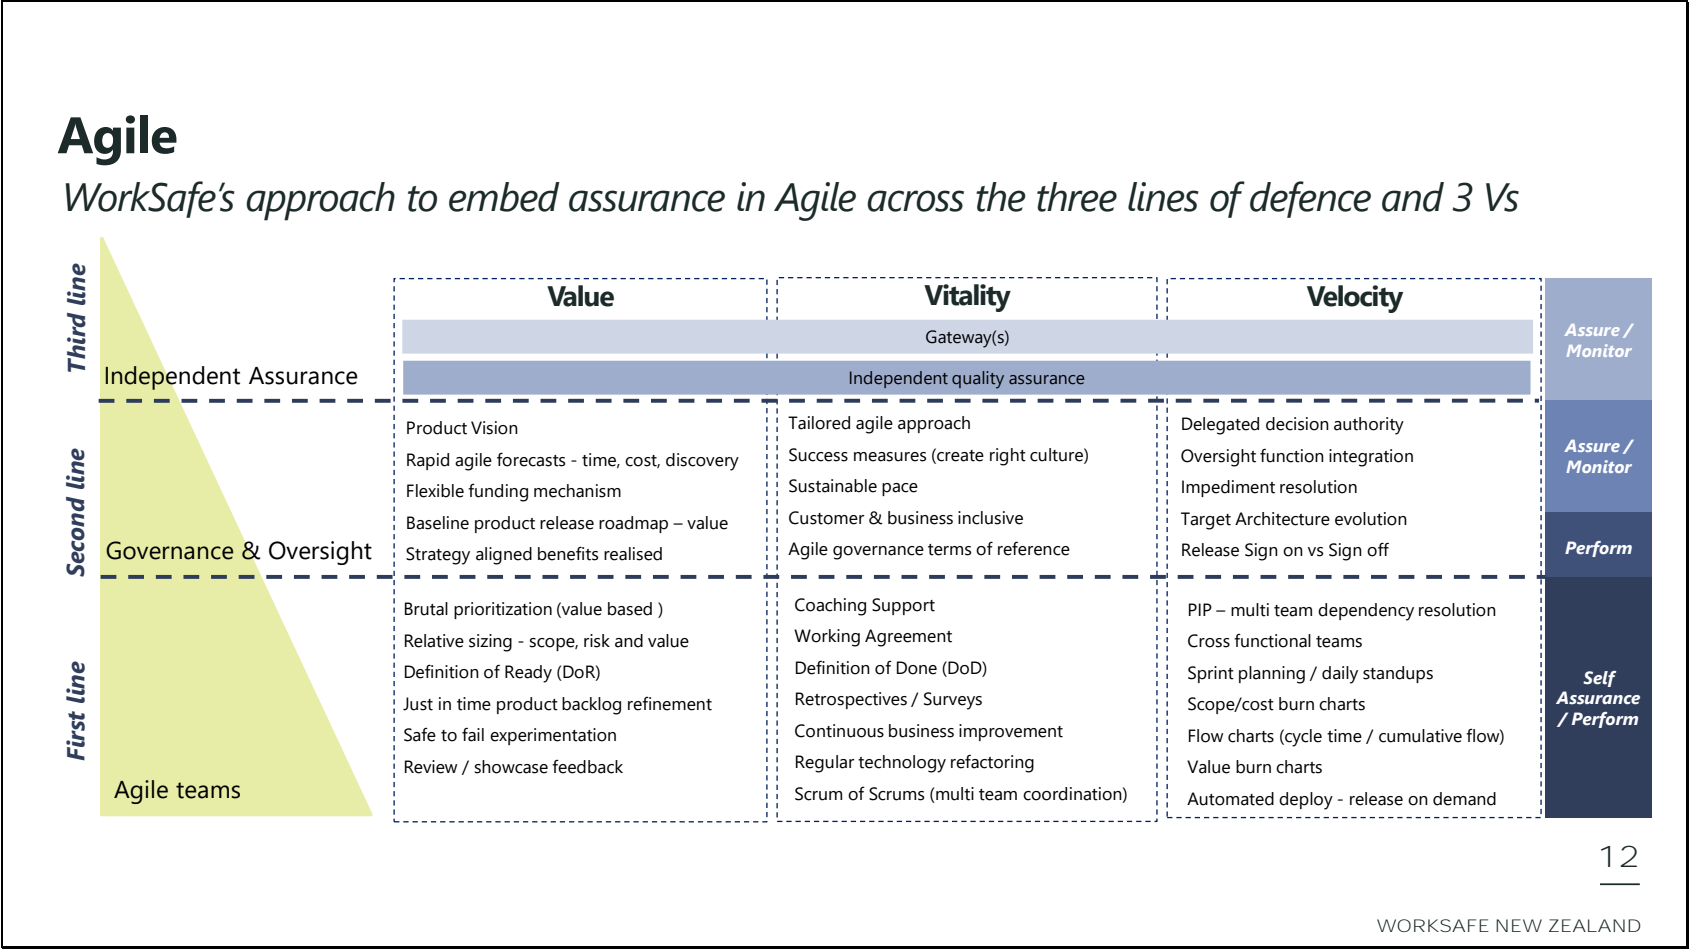 Agile
WorkSafe’s approach to embed assurance in Agile across the three lines of defence and 3 Vs
Third line
Independent Assurance
Value
Vitality
Velocity
Gateway(s)
Independent quality assurance
Assure /
Monitor
Second line
Governance & Oversight
Product Vision
Rapid agile forecasts - time, cost, discovery
Flexible funding mechanism
Baseline product release roadmap – value
Strategy aligned benefits realised
Tailored agile approach
Success measures (create right culture)
Sustainable pace
Customer & business inclusive
Agile governance terms of reference
Delegated decision authority
Oversight function integration
Impediment resolution
Target Architecture evolution
Release Sign on vs Sign off
Assure /
Monitor
Perform
First line
Agile teams
Brutal prioritization (value based )
Relative sizing - scope, risk and value
Definition of Ready (DoR)
Just in time product backlog refinement
Safe to fail experimentation
Review / showcase feedback
Coaching Support
Working Agreement
Definition of Done (DoD)
Retrospectives / Surveys
Continuous business improvement
Regular technology refactoring
Scrum of Scrums (multi team coordination)
PIP – multi team dependency resolution
Cross functional teams
Sprint planning / daily standups
Scope/cost burn charts
Flow charts (cycle time / cumulative flow)
Value burn charts
Automated deploy - release on demand
Self
Assurance
/ Perform
12
WORKSAFE NEW ZEALAND